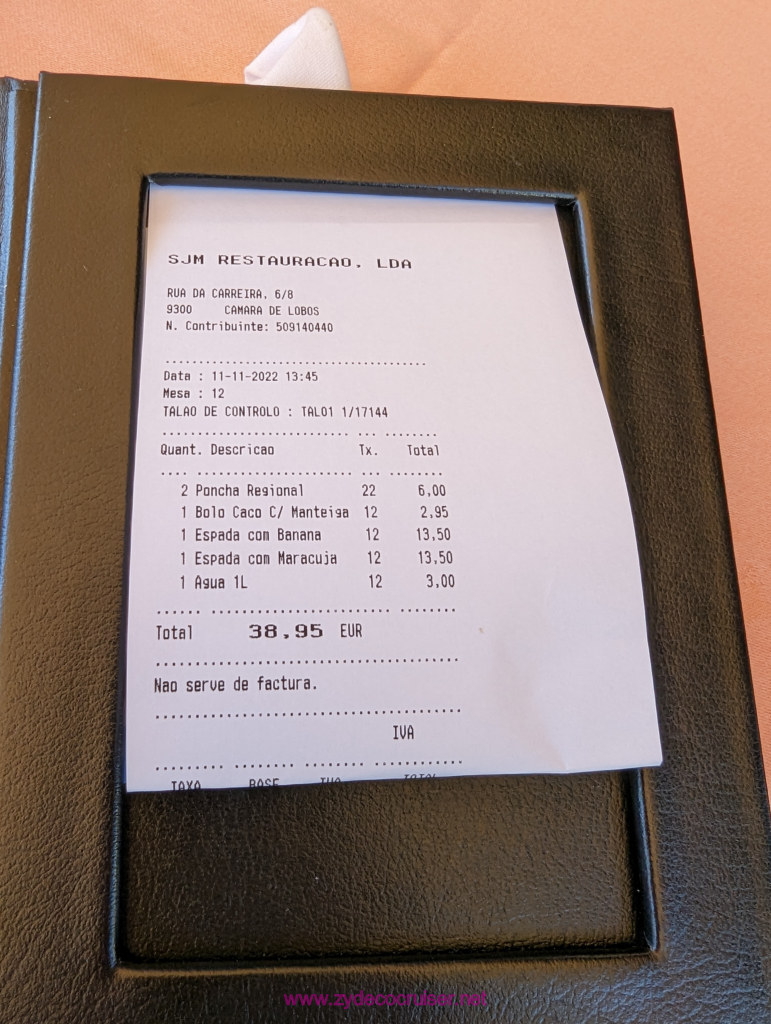 SJM RESTAURACAO. LDA
RUA DA CARREIRA, 6/8
9300 CAMARA DE LOBOS
N. Contribuinte: 509140440
Data : 11-11-2022 13:45
Mesa : 12
TALAO DE CONTROLO : TAL01 1/17144
Quant. Descricao Tx. Total
2 Poncha Regional 22 6,00
1 Bolo Caco C/ Manteiga 12 2,95
1 Espada com Banana 12 13,50
1 Espada com Maracuja 12 13,50
1 Agua 1L 12 3,00
Total 38,95 EUR
Nao serve de factura.
IVA
TAXA BASE IVA TOTAL
www.zydecocruiser.net